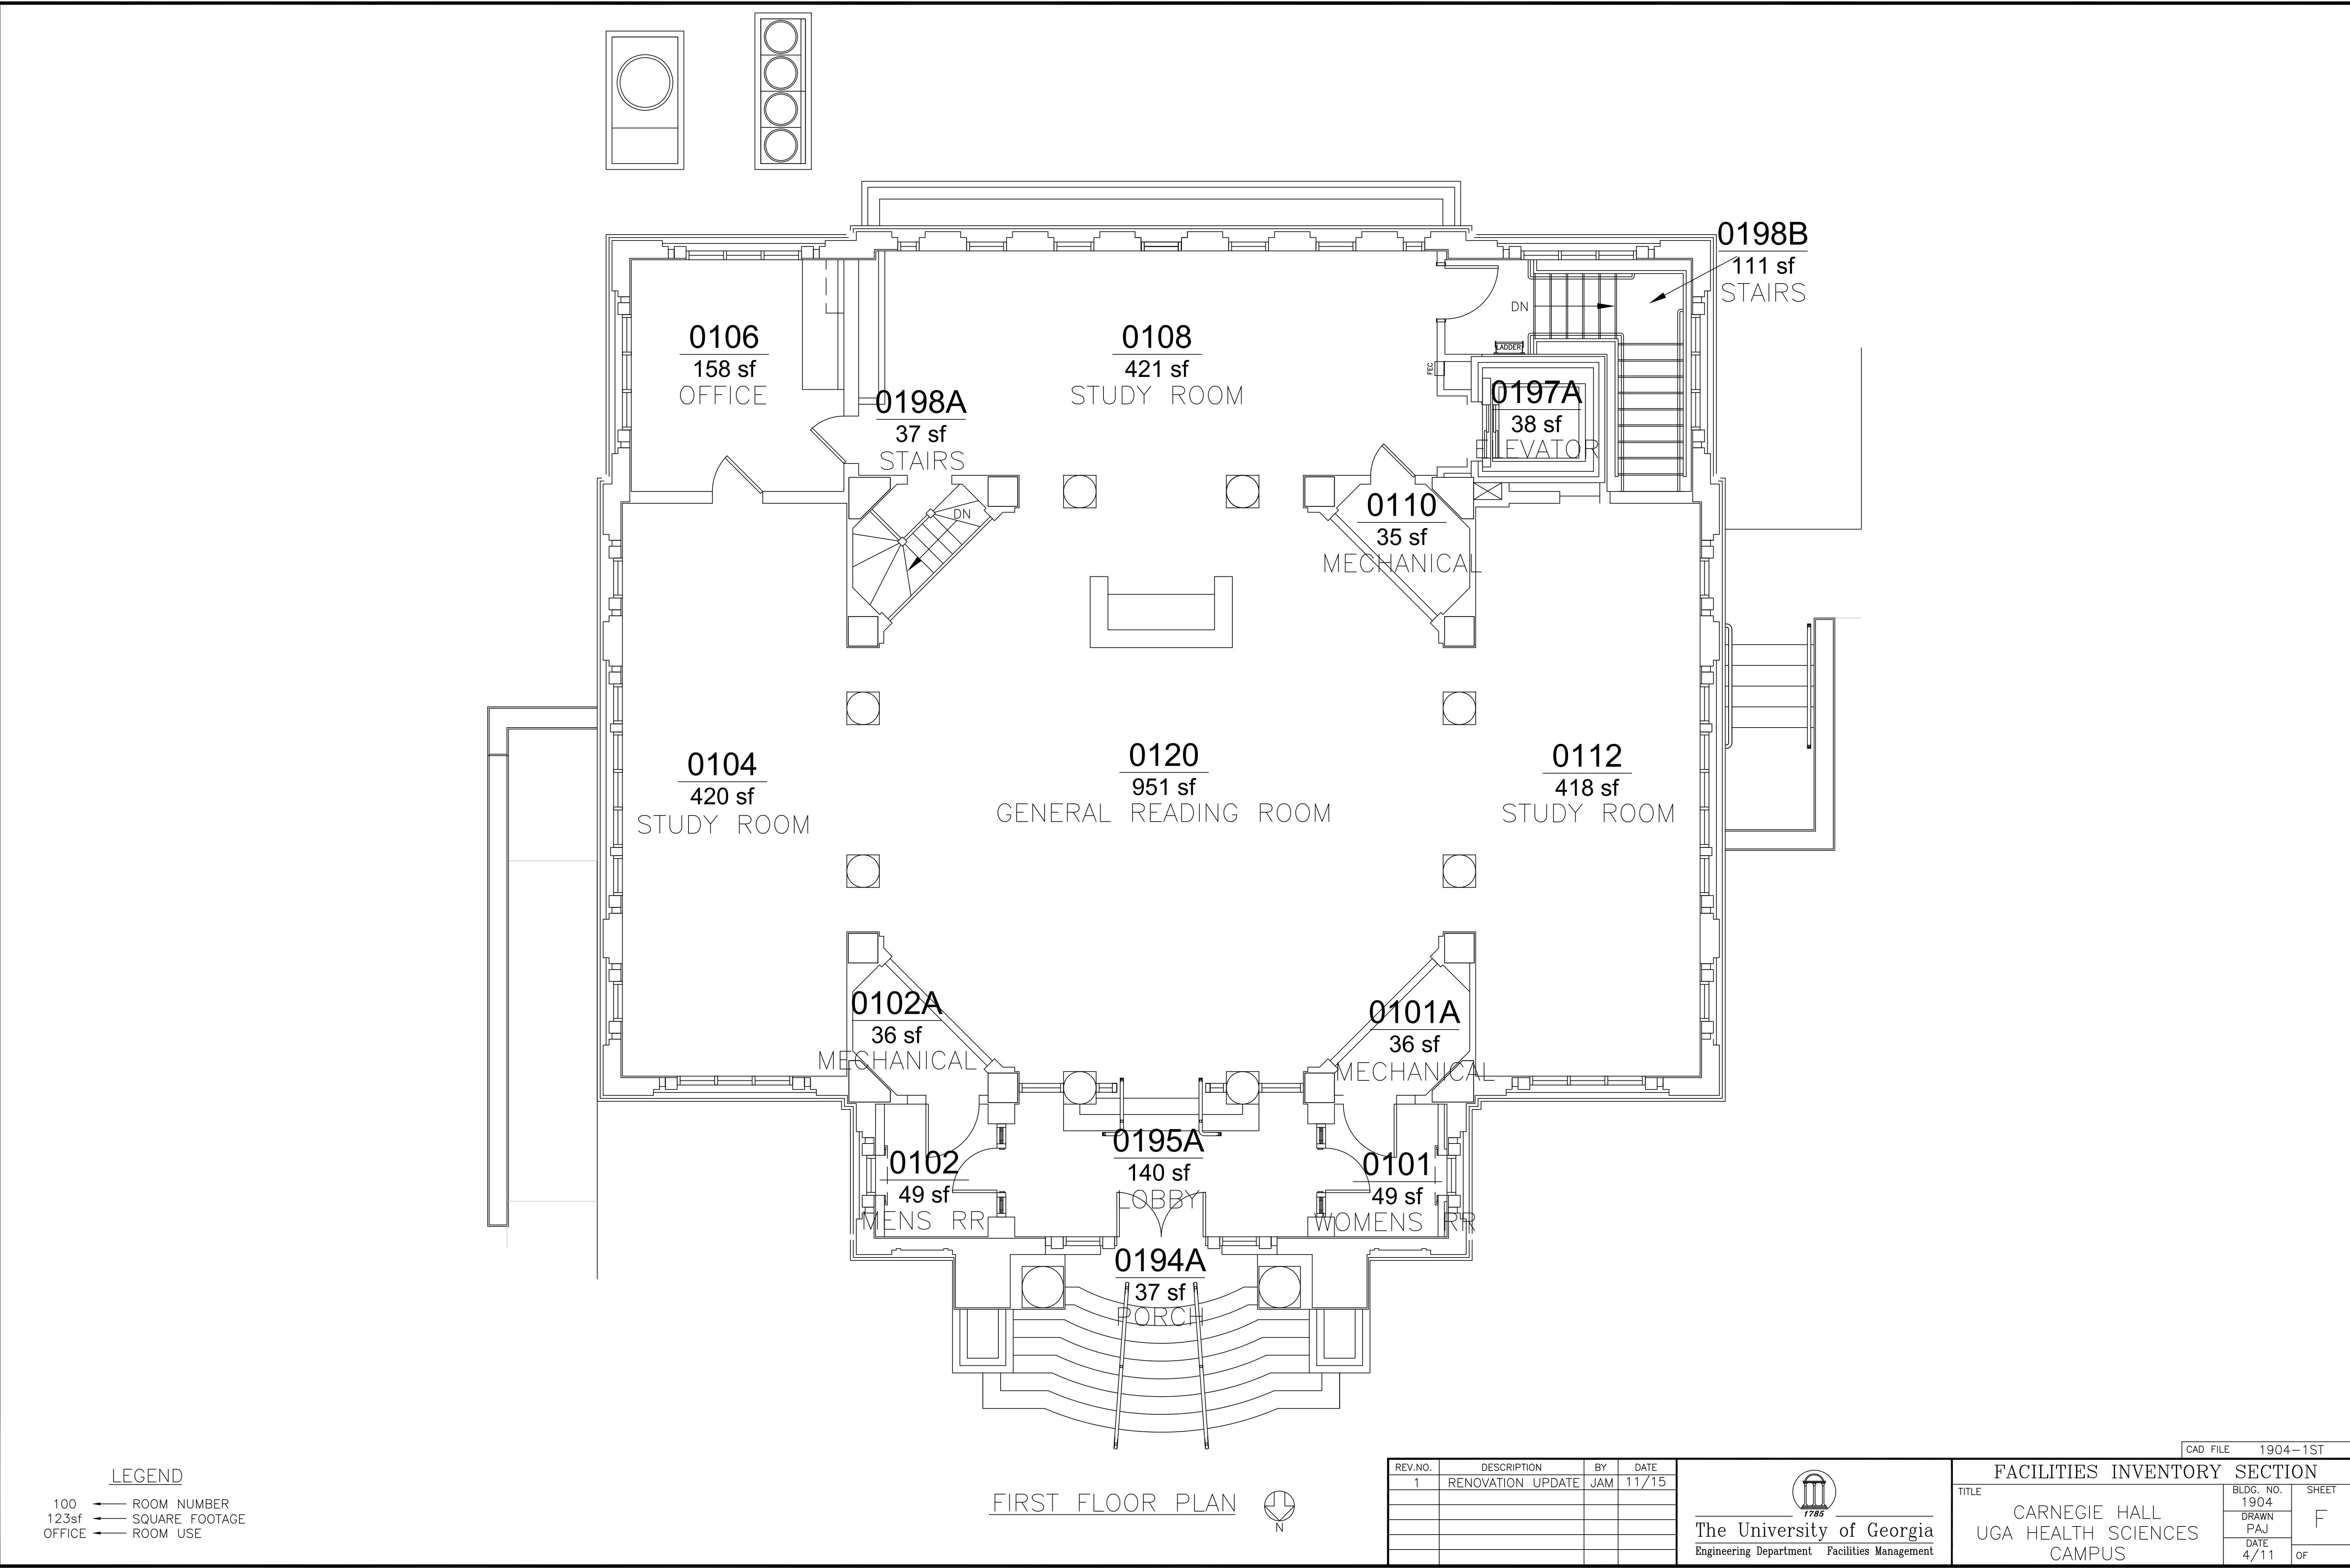 0198B
111 sf
STAIRS
DN
0106
158 sf
OFFICE
0108
421 sf
STUDY ROOM
LADDER
FEC
0198A
37 sf
STAIRS
0197A
38 sf
ELEVATOR
DN
0110
35 sf
MECHANICAL
0104
420 sf
STUDY ROOM
0120
951 sf
GENERAL READING ROOM
0112
418 sf
STUDY ROOM
0102A
36 sf
MECHANICAL
0101A
36 sf
MECHANICAL
0102
49 sf
MENS RR
0195A
140 sf
LOBBY
0101
49 sf
WOMENS RR
0194A
37 sf
PORCH
LEGEND
100 ROOM NUMBER
123sf SQUARE FOOTAGE
OFFICE ROOM USE
FIRST FLOOR PLAN
N
REV.NO. DESCRIPTION BY DATE
1 RENOVATION UPDATE JAM 11/15
1785
The University of Georgia
Engineering Department Facilities Management
CAD FILE 1904-1ST
FACILITIES INVENTORY SECTION
TITLE
CARNEGIE HALL
UGA HEALTH SCIENCES
CAMPUS
BLDG. NO.
1904
DRAWN
PAJ
DATE
4/11
SHEET
F
OF